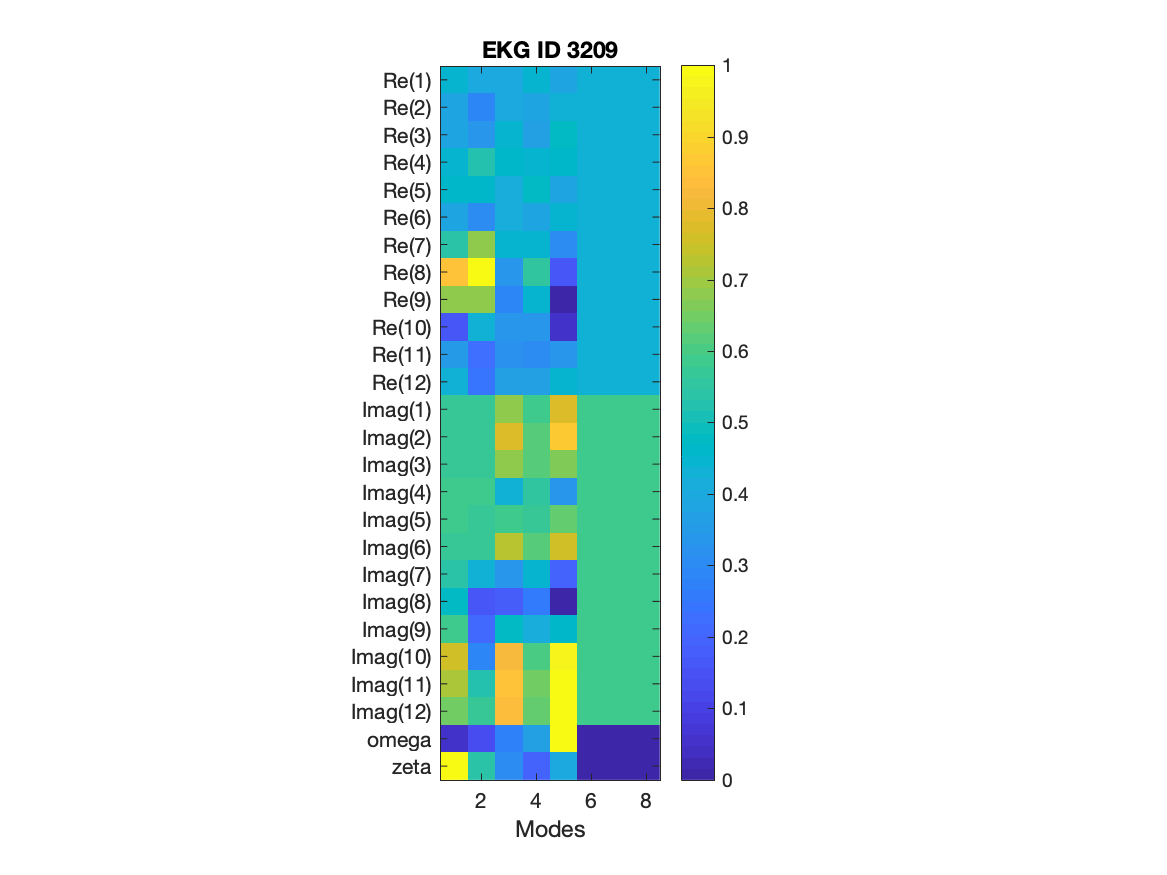 EKG ID 3209
Re(1)
Re(2)
Re(3)
Re(4)
Re(5)
Re(6)
Re(7)
Re(8)
Re(9)
Re(10)
Re(11)
Re(12)
Imag(1)
Imag(2)
Imag(3)
Imag(4)
Imag(5)
Imag(6)
Imag(7)
Imag(8)
Imag(9)
Imag(10)
Imag(11)
Imag(12)
omega
zeta
2 4 6 8
Modes
1
0.9
0.8
0.7
0.6
0.5
0.4
0.3
0.2
0.1
0